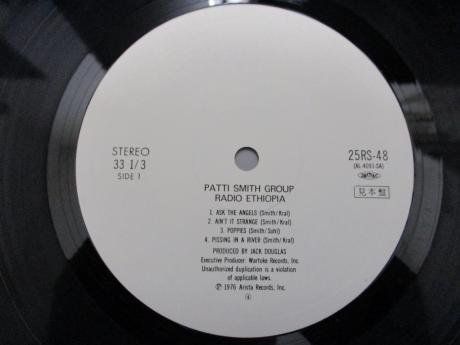 STEREO
33 1/3
SIDE 1
25RS-48
(AL-4091-SA)
見本盤
PATTI SMITH GROUP
RADIO ETHIOPIA
1. ASK THE ANGELS (Smith/Kral)
2. AIN'T IT STRANGE (Smith/Kral)
3. POPPIES (Smith/Sohl)
4. PISSING IN A RIVER (Smith/Kral)
PRODUCED BY JACK DOUGLAS
Executive Producer: Wartoke Records, Inc.
Unauthorized duplication is a violation
of applicable laws.
Ⓟ 1976 Arista Records, Inc.
④